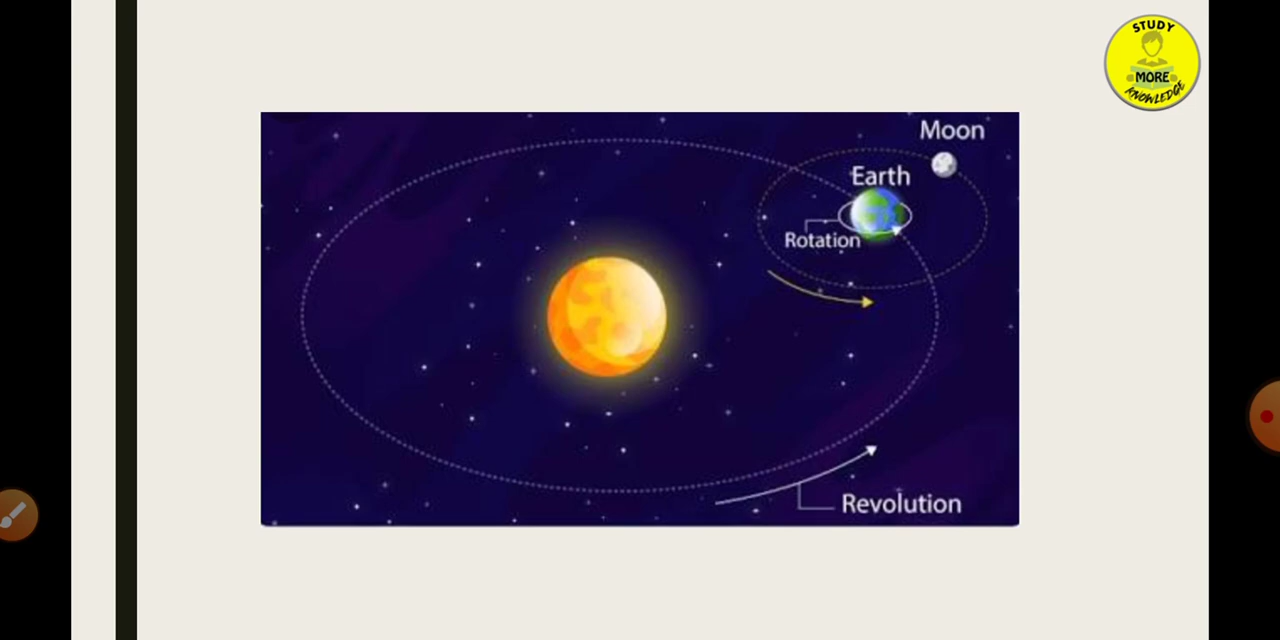 STUDY
MORE
KNOWLEDGE
Moon
Earth
Rotation
Revolution